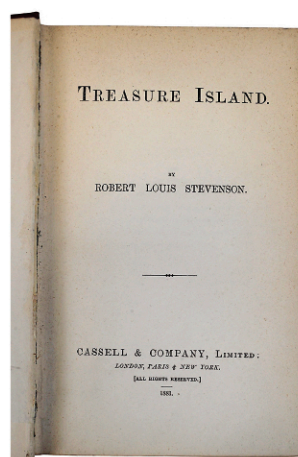 TREASURE ISLAND.
BY
ROBERT LOUIS STEVENSON.
CASSELL & COMPANY, LIMITED:
LONDON, PARIS & NEW YORK.
[ALL RIGHTS RESERVED.]
1883.